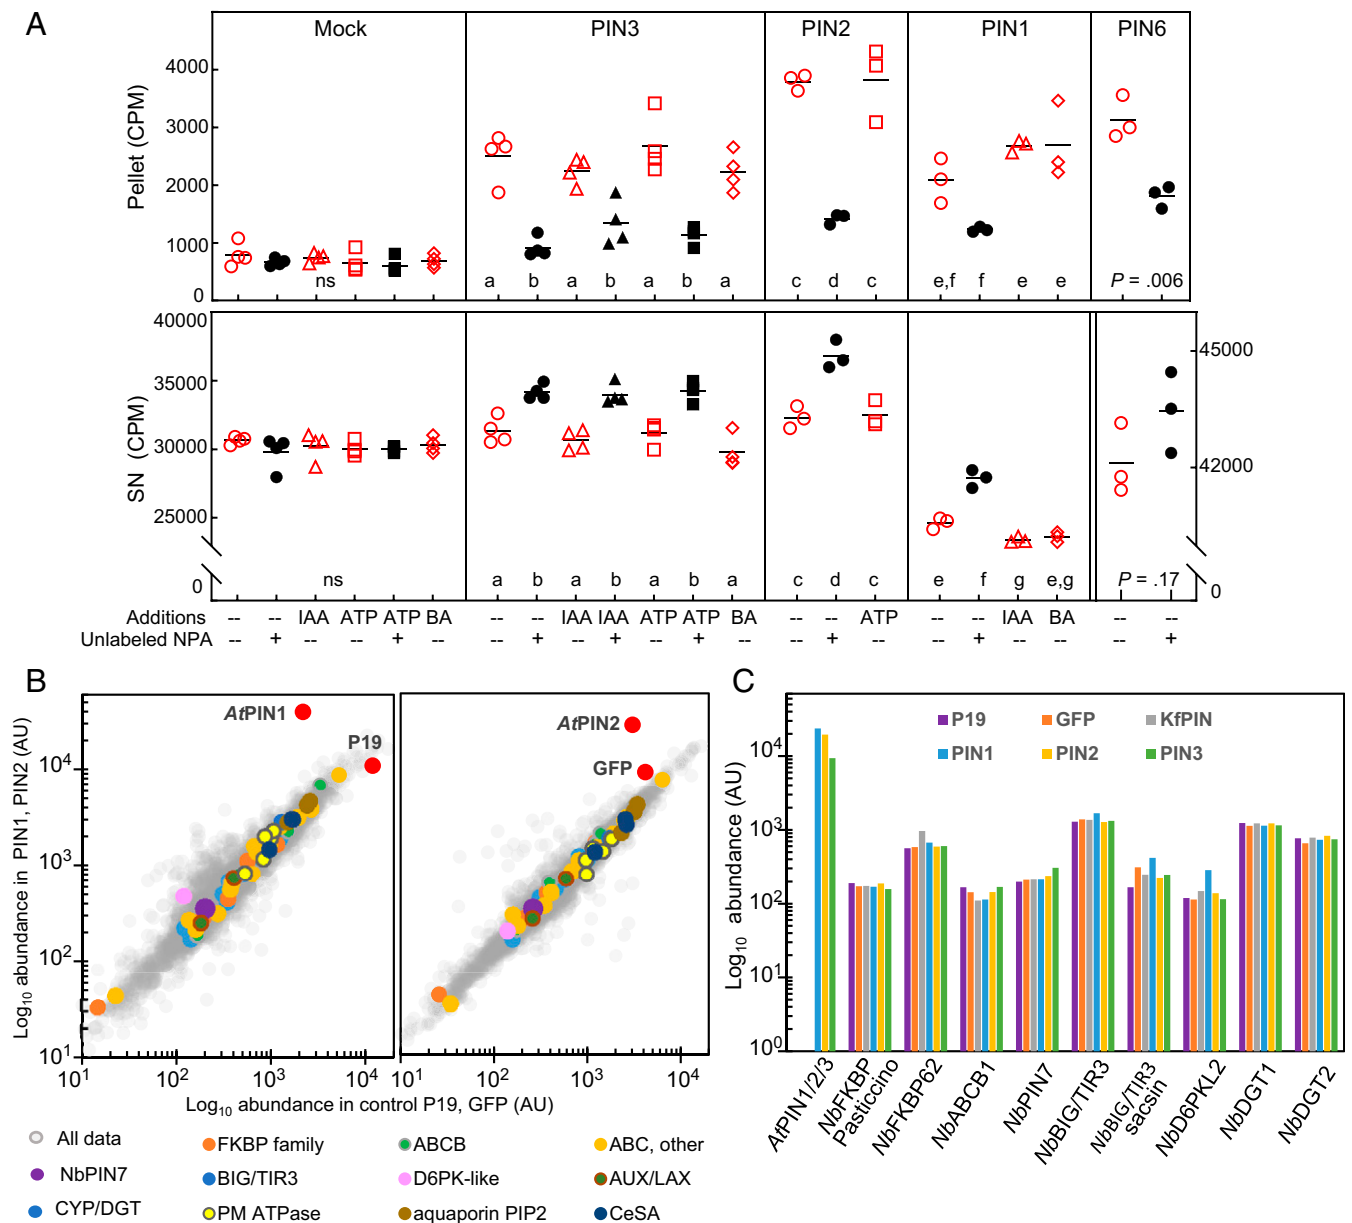 A
Mock PIN3 PIN2 PIN1 PIN6
Pellet (CPM)
4000
3000
2000
1000
0
ns a b a b a b a c d c e,f f e e P = .006
SN (CPM)
40000
35000
30000
25000
0
45000
42000
0
ns a b a b a b a c d c e f g e,g P = .17
Additions -- -- IAA ATP ATP BA -- -- IAA IAA ATP ATP BA -- -- ATP -- -- IAA BA -- --
Unlabeled NPA -- + -- -- + -- -- + -- + -- + -- -- + -- -- + -- -- -- +
B
Log10 abundance in PIN1, PIN2 (AU)
10^4
10^3
10^2
10^1
AtPIN1
P19
AtPIN2
GFP
10^1 10^2 10^3 10^4 10^1 10^3 10^4
Log10 abundance in control P19, GFP (AU)
All data FKBP family ABCB ABC, other
NbPIN7 BIG/TIR3 D6PK-like AUX/LAX
CYP/DGT PM ATPase aquaporin PIP2 CeSA
C
P19 GFP KfPIN
PIN1 PIN2 PIN3
Log10 abundance (AU)
10^4
10^3
10^2
10^1
10^0
AtPIN1/2/3
NbFKBP
Pasticcino
NbFKBP62
NbABCB1
NbPIN7
NbBIG/TIR3
NbBIG/TIR3
sacsin
NbD6PKL2
NbDGT1
NbDGT2